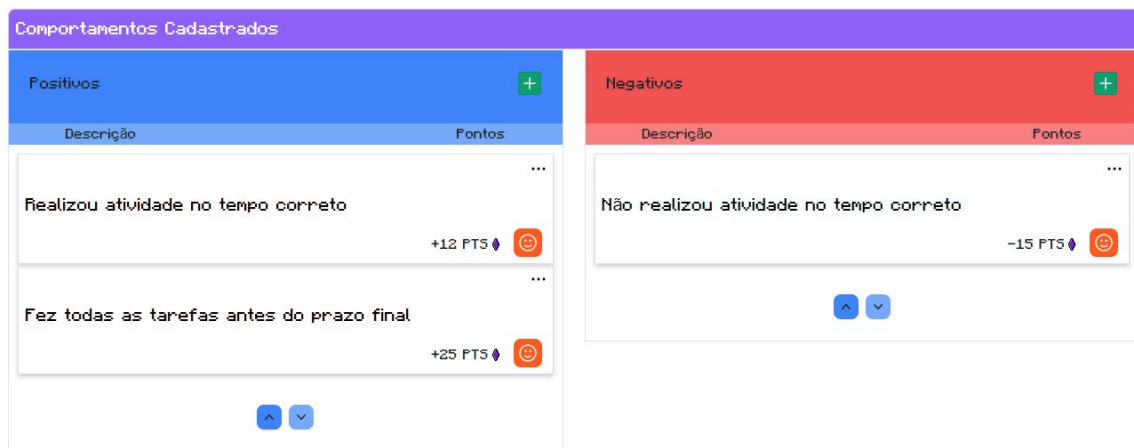 Comportamentos Cadastrados
Positivos
Descrição Pontos
Realizou atividade no tempo correto
+12 PTS
Fez todas as tarefas antes do prazo final
+25 PTS
Negativos
Descrição Pontos
Não realizou atividade no tempo correto
-15 PTS